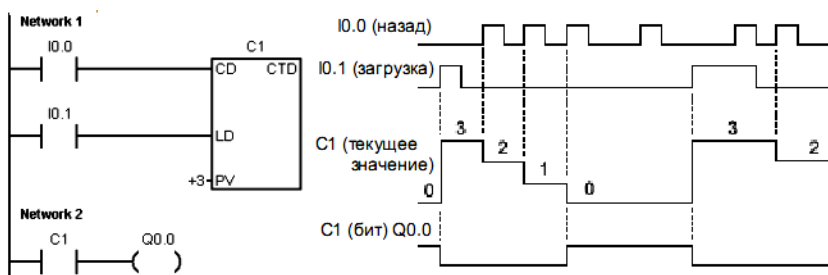 Network 1
I0.0
C1
CD CTD
I0.1
LD
+3 PV
Network 2
C1 Q0.0
I0.0 (назад)
I0.1 (загрузка)
C1 (текущее
значение)
3
2
1
0
0
3
2
C1 (бит) Q0.0